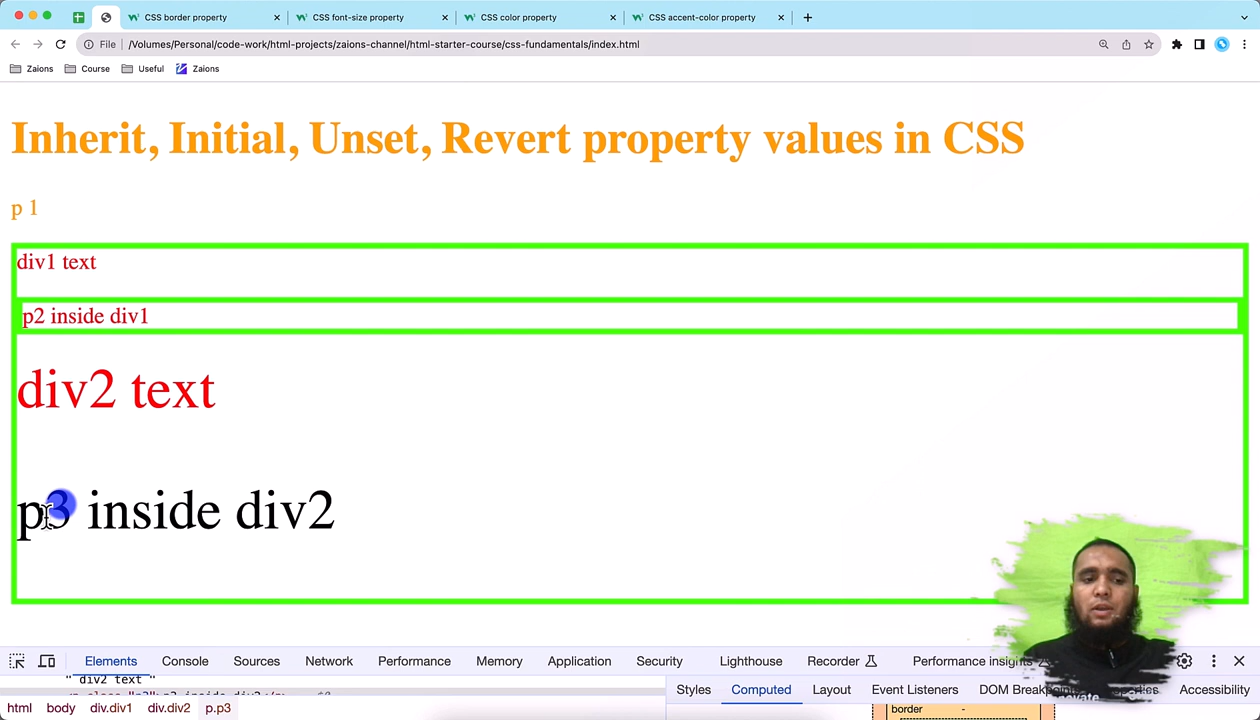 CSS border property
CSS font-size property
CSS color property
CSS accent-color property
File /Volumes/Personal/code-work/html-projects/zaions-channel/html-starter-course/css-fundamentals/index.html
Zaions Course Useful Zaions
Inherit, Initial, Unset, Revert property values in CSS
p 1
div1 text
p2 inside div1
div2 text
p3 inside div2
Elements Console Sources Network Performance Memory Application Security Lighthouse Recorder Performance insights
" div2 text "
Styles Computed Layout Event Listeners DOM Accessibility
html body div.div1 div.div2 p.p3
border -